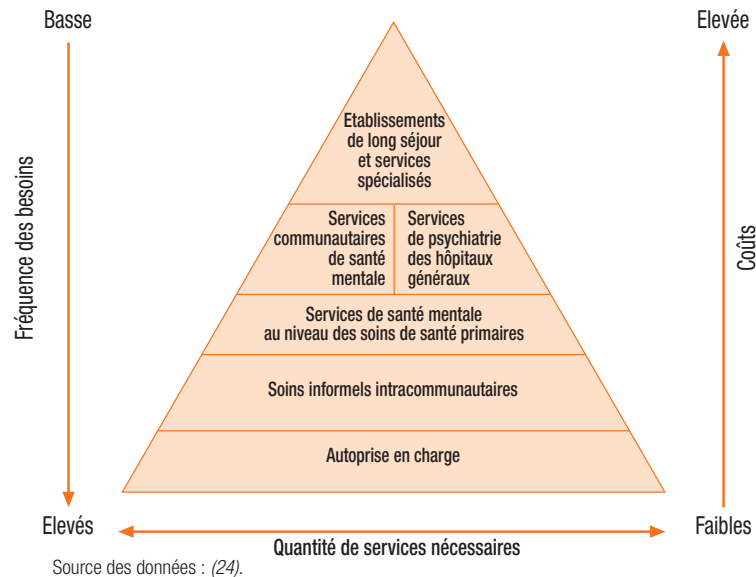 Basse
Elevée
Fréquence des besoins
Coûts
Etablissements
de long séjour
et services
spécialisés
Services
communautaires
de santé
mentale
Services
de psychiatrie
des hôpitaux
généraux
Services de santé mentale
au niveau des soins de santé primaires
Soins informels intracommunautaires
Autoprise en charge
Elevés
Faibles
Quantité de services nécessaires
Source des données : (24).